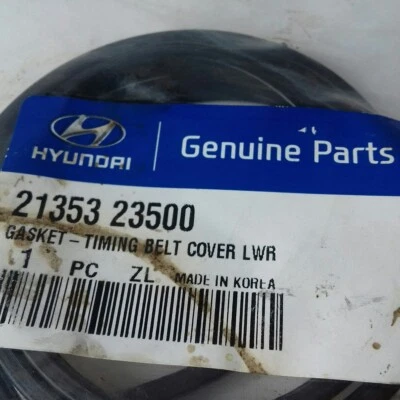 HYUNDAI
Genuine Parts
21353 23500
GASKET-TIMING BELT COVER LWR
1 PC ZL MADE IN KOREA